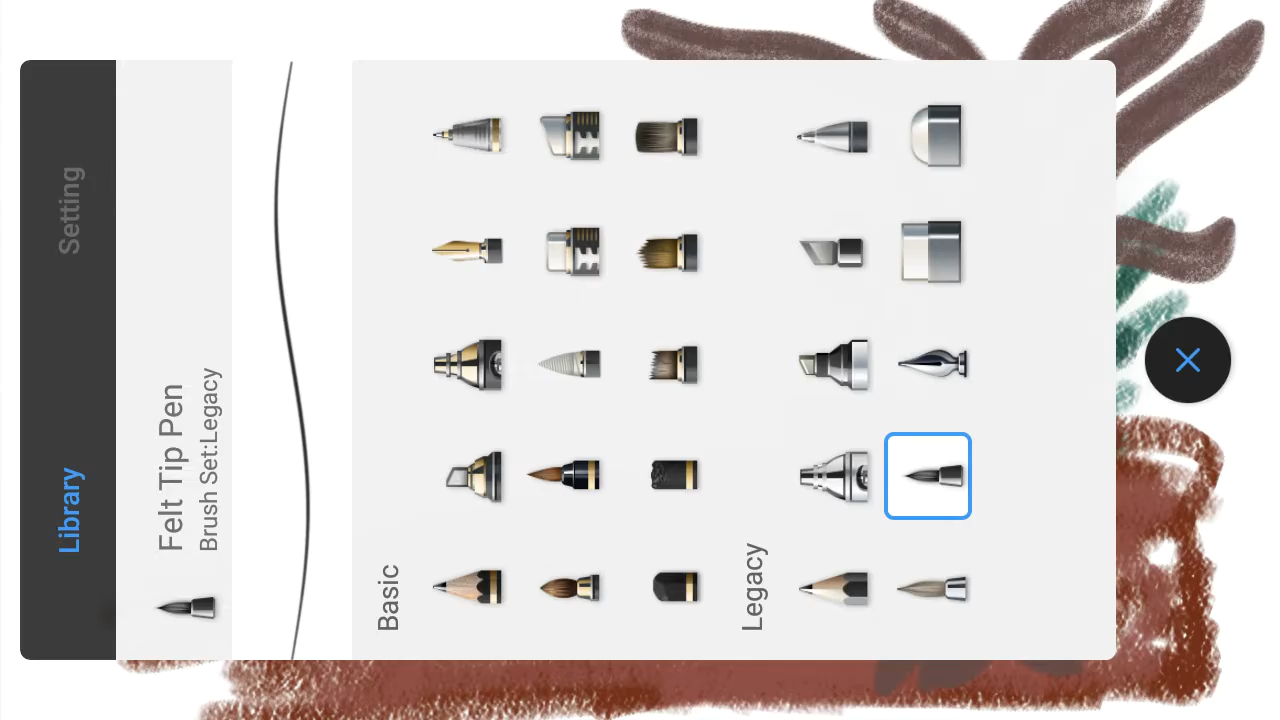 Library
Setting
Felt Tip Pen
Brush Set:Legacy
Basic
Legacy